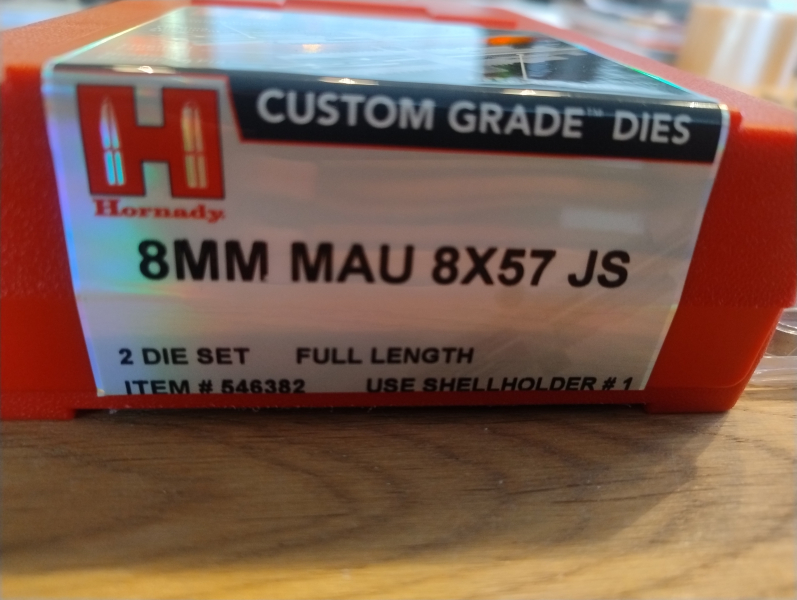 CUSTOM GRADE™ DIES
Hornady
8MM MAU 8X57 JS
2 DIE SET FULL LENGTH
ITEM # 546382 USE SHELLHOLDER # 1